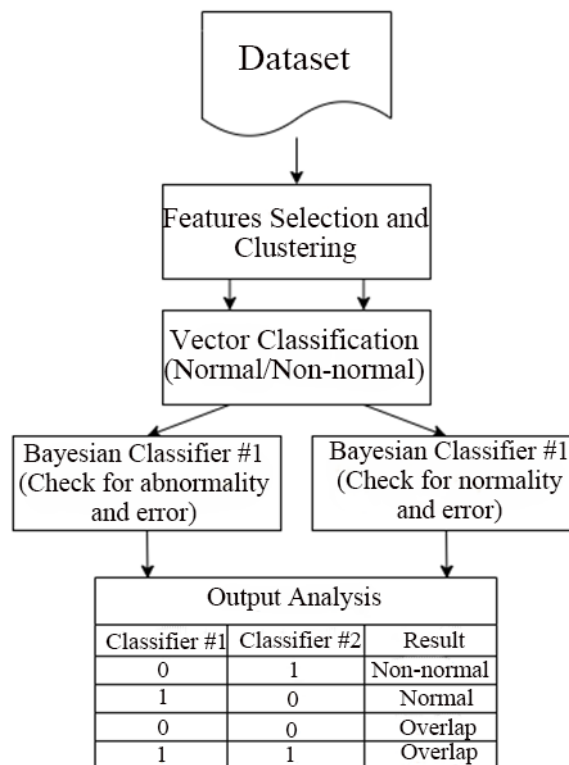 Dataset
Features Selection and
Clustering
Vector Classification
(Normal/Non-normal)
Bayesian Classifier #1
(Check for abnormality
and error)
Bayesian Classifier #1
(Check for normality
and error)
Output Analysis
Classifier #1 Classifier #2 Result
0 1 Non-normal
1 0 Normal
0 0 Overlap
1 1 Overlap